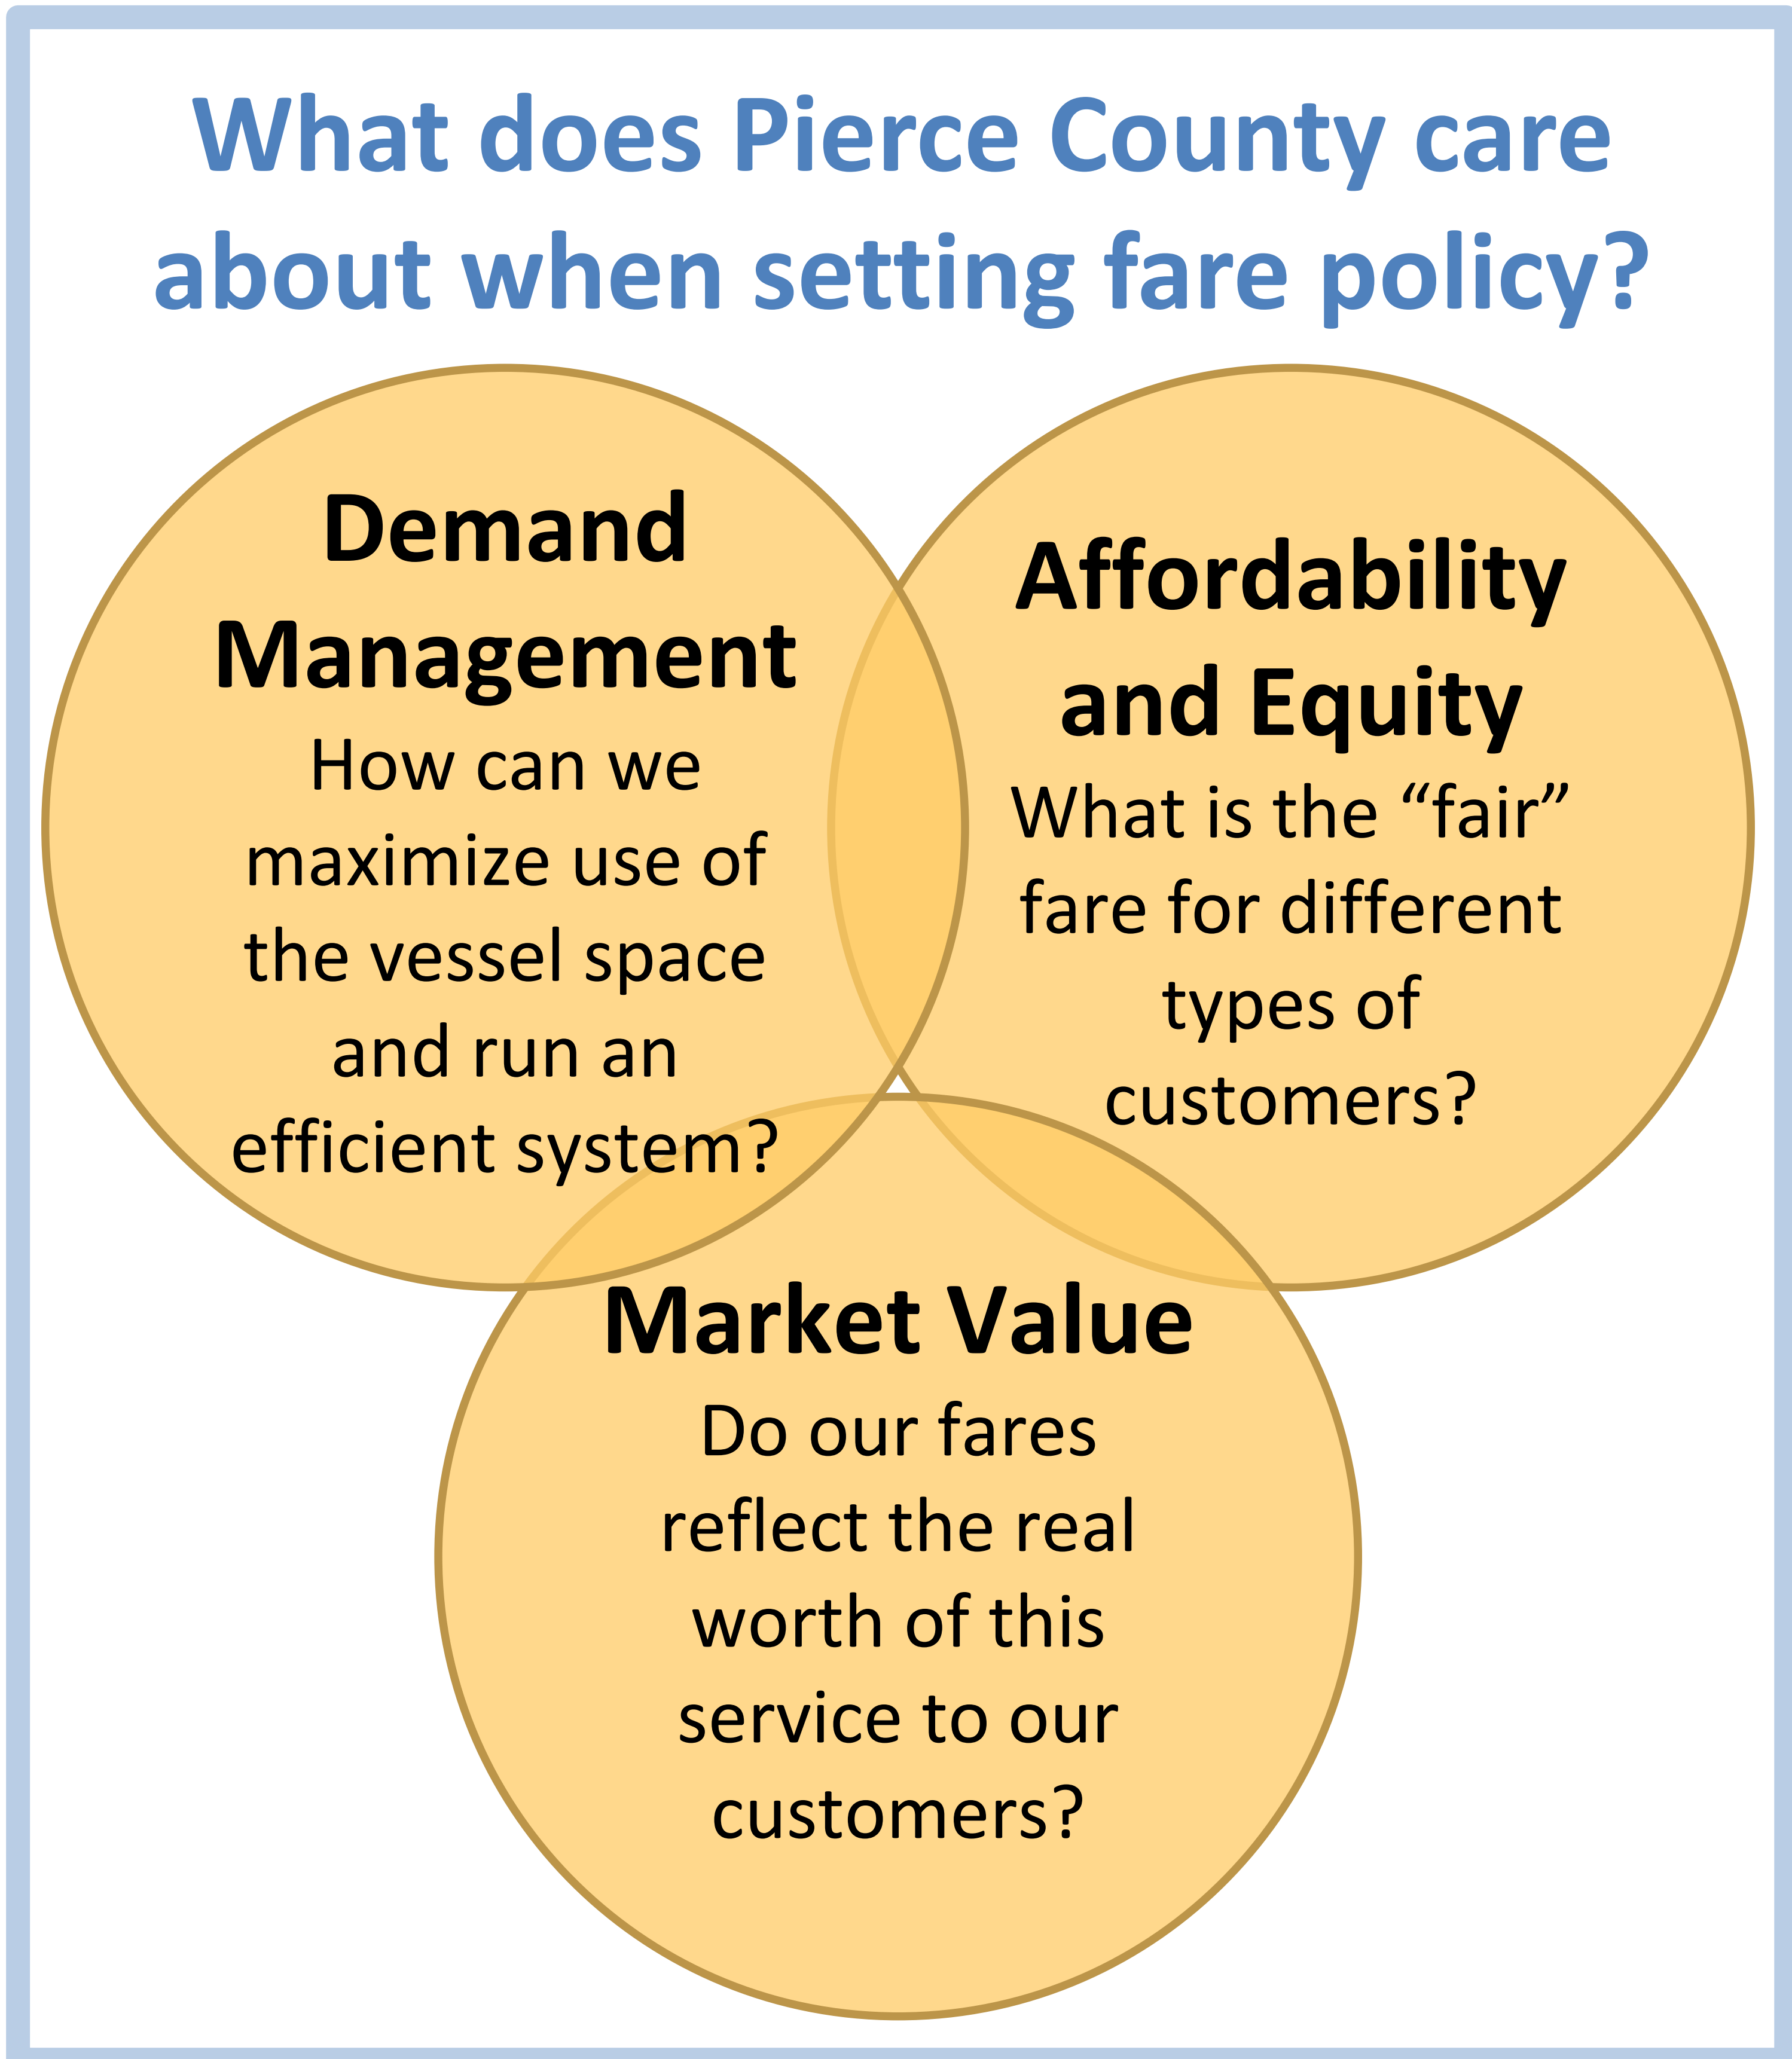 What does Pierce County care
about when setting fare policy?
Demand
Management
How can we
maximize use of
the vessel space
and run an
efficient system?
Affordability
and Equity
What is the “fair”
fare for different
types of
customers?
Market Value
Do our fares
reflect the real
worth of this
service to our
customers?